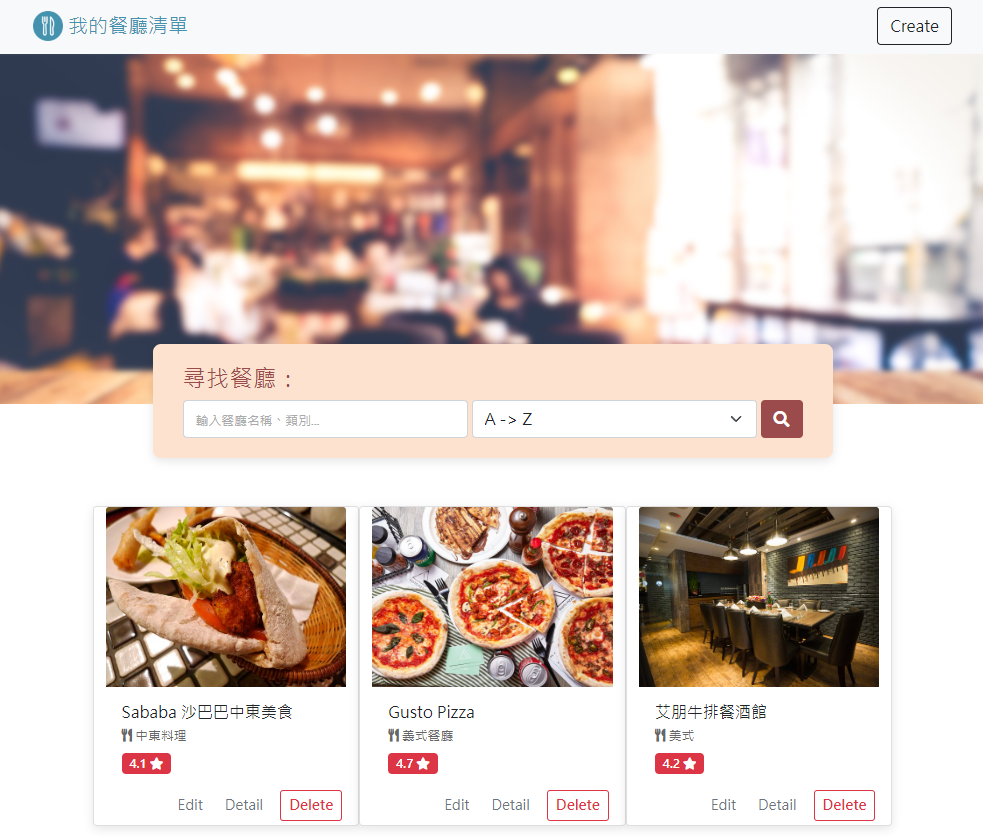 我的餐廳清單
Create
尋找餐廳：
輸入餐廳名稱、類別...
A -> Z
Sababa 沙巴巴中東美食
中東料理
4.1
Edit Detail Delete
Gusto Pizza
義式餐廳
4.7
Edit Detail Delete
艾朋牛排餐酒館
美式
4.2
Edit Detail Delete